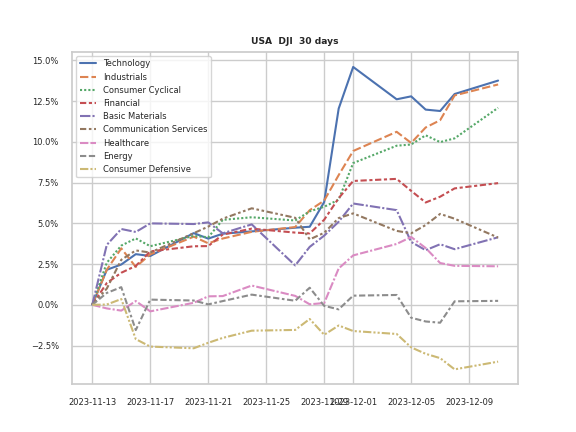 USA DJI 30 days
15.0%
12.5%
10.0%
7.5%
5.0%
2.5%
0.0%
−2.5%
Technology
Industrials
Consumer Cyclical
Financial
Basic Materials
Communication Services
Healthcare
Energy
Consumer Defensive
2023-11-13 2023-11-17 2023-11-21 2023-11-25 2023-11-29 2023-12-01 2023-12-05 2023-12-09